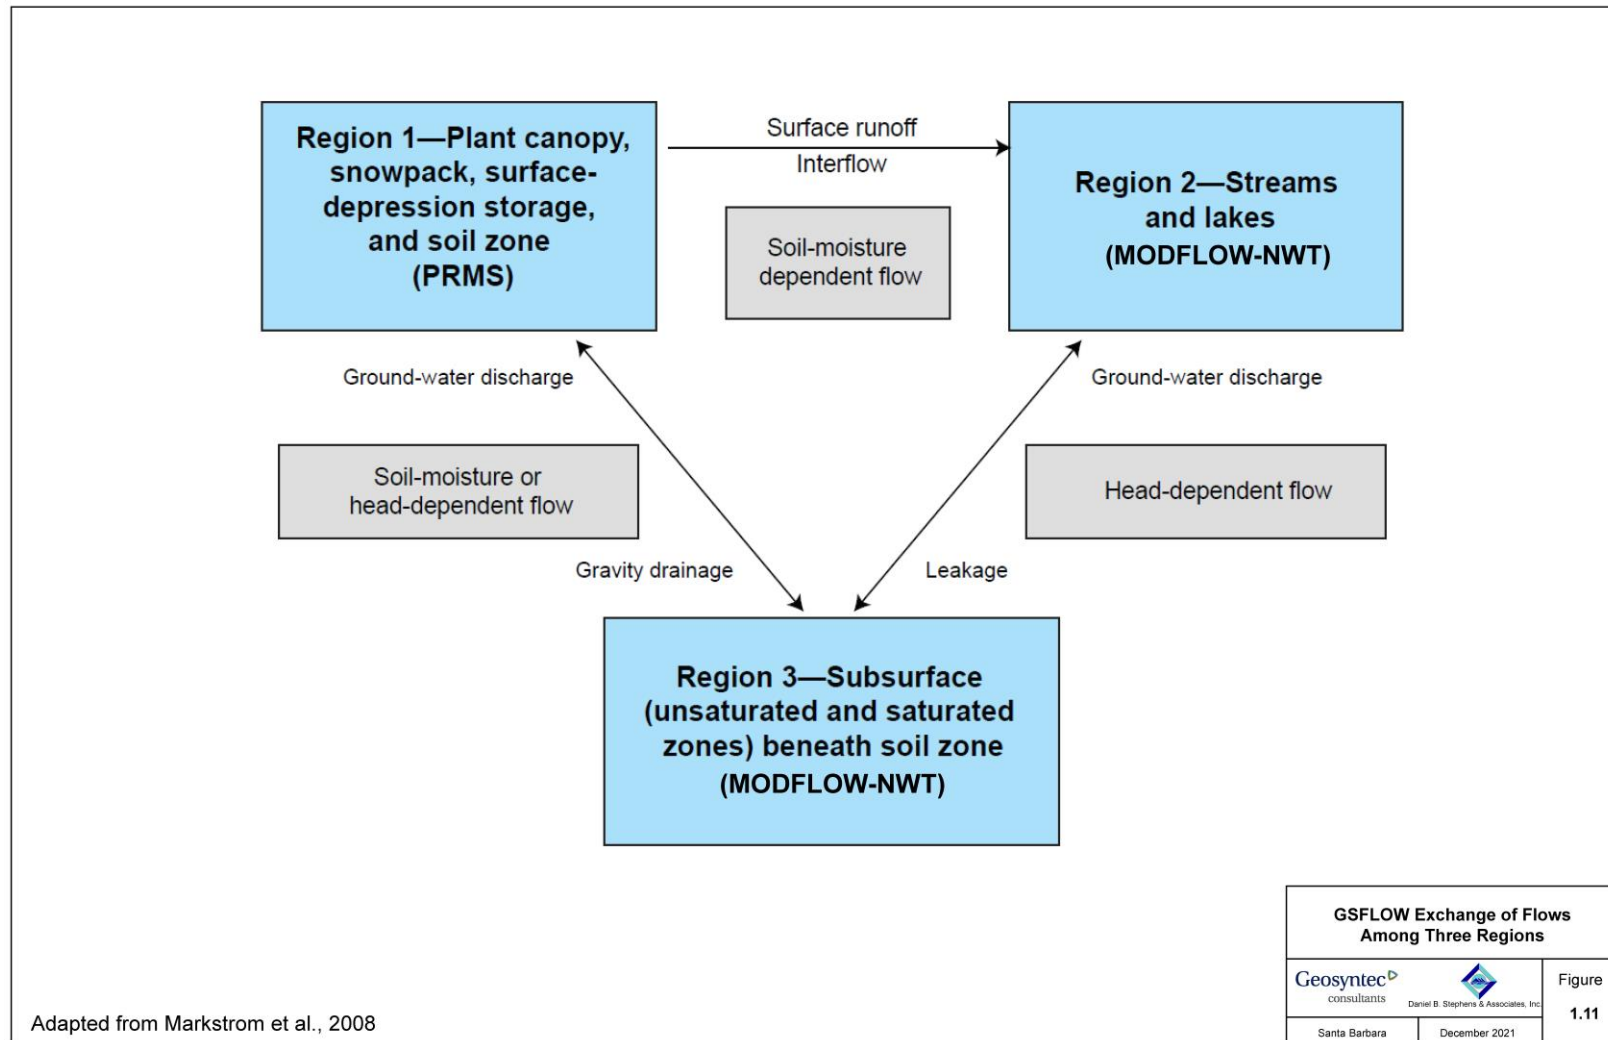 Region 1—Plant canopy,
snowpack, surface-
depression storage,
and soil zone
(PRMS)
Surface runoff
Interflow
Soil-moisture
dependent flow
Region 2—Streams
and lakes
(MODFLOW-NWT)
Ground-water discharge
Ground-water discharge
Soil-moisture or
head-dependent flow
Head-dependent flow
Gravity drainage
Leakage
Region 3—Subsurface
(unsaturated and saturated
zones) beneath soil zone
(MODFLOW-NWT)
Adapted from Markstrom et al., 2008
GSFLOW Exchange of Flows
Among Three Regions
Geosyntec
consultants
Daniel B. Stephens & Associates, Inc.
Figure
1.11
Santa Barbara
December 2021